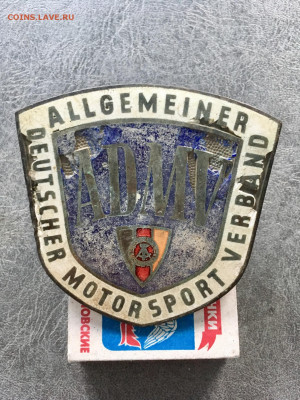 COINS.LAVE.RU
ALLGEMEINER
DEUTSCHER MOTORSPORT VERBAND
ADMV